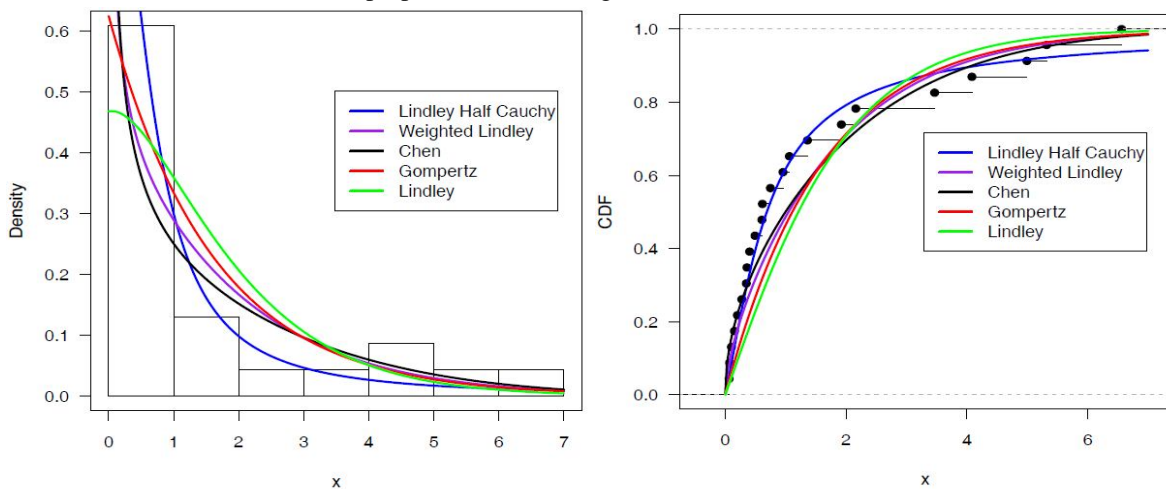 0.6
0.5
0.4
0.3
0.2
0.1
0.0
Density
0 1 2 3 4 5 6 7
x
Lindley Half Cauchy
Weighted Lindley
Chen
Gompertz
Lindley
1.0
0.8
0.6
0.4
0.2
0.0
CDF
0 2 4 6
x
Lindley Half Cauchy
Weighted Lindley
Chen
Gompertz
Lindley